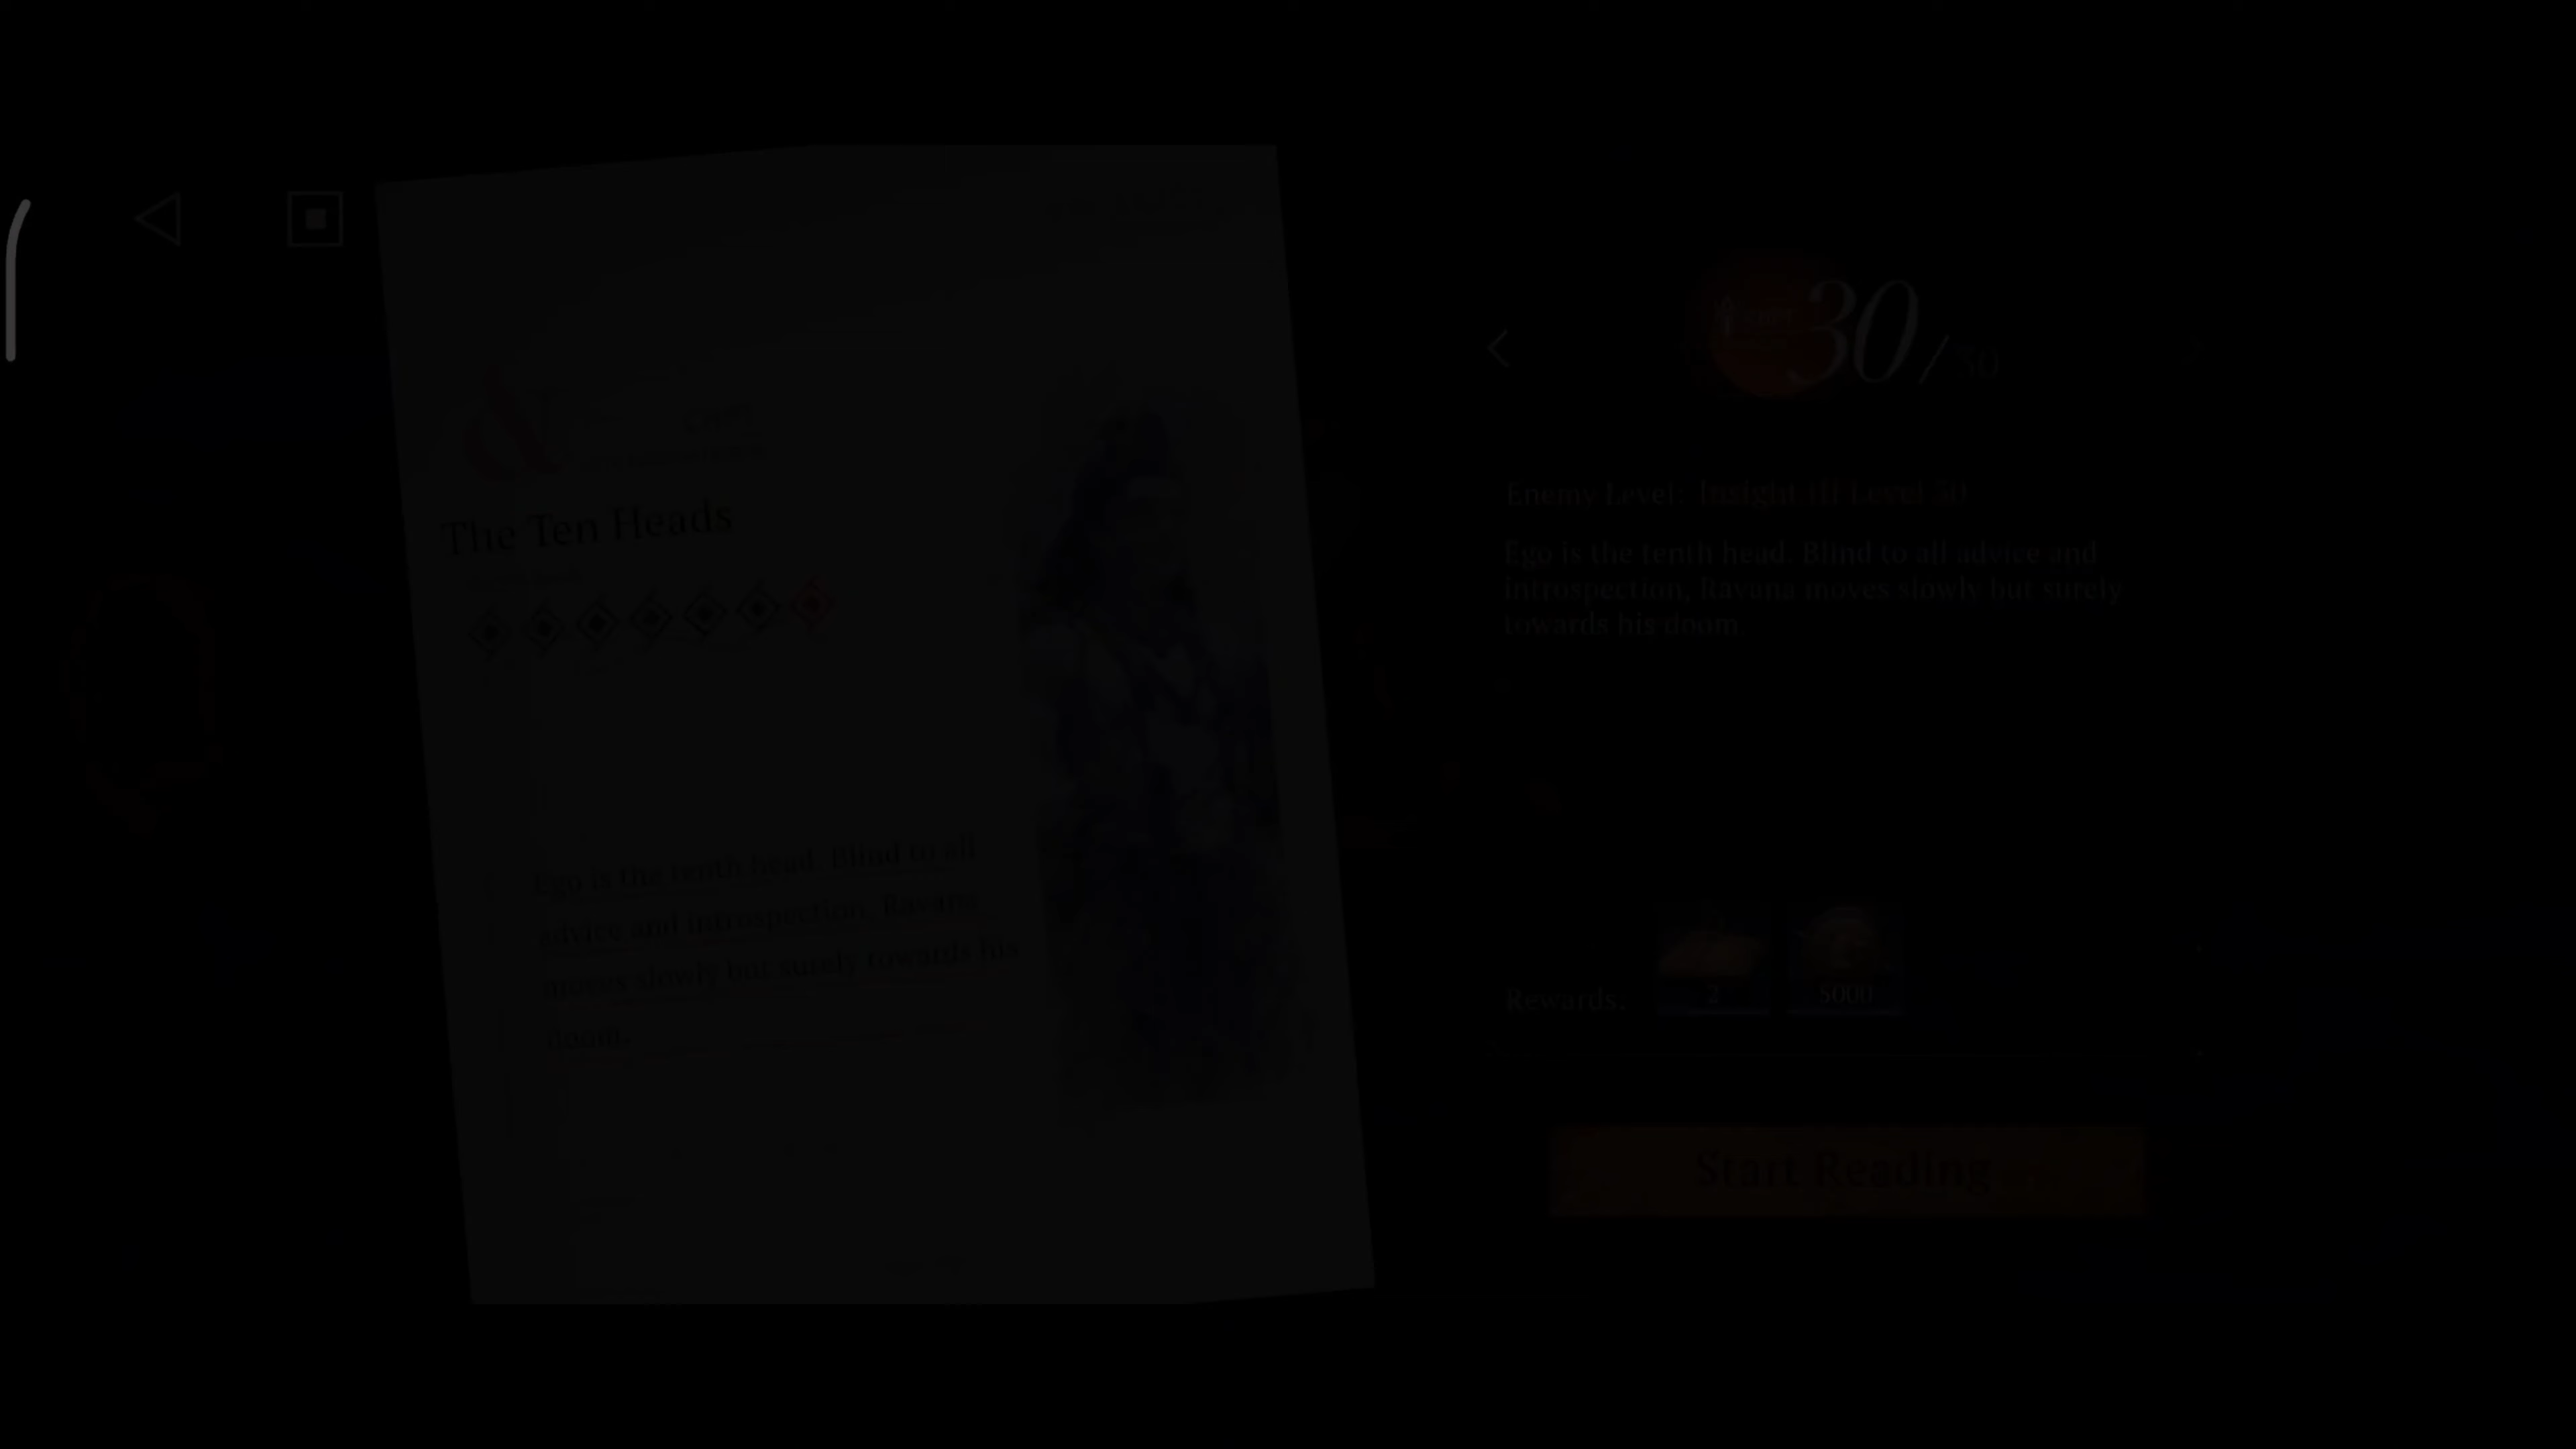 &
The Ten Heads
Ego is the tenth head. Blind to all
advice and introspection, Ravana
moves slowly but surely towards his
doom.
30/30
Enemy Level: Insight III Level 30
Ego is the tenth head. Blind to all advice and
introspection, Ravana moves slowly but surely
towards his doom.
Rewards:
2
5000
Start Reading